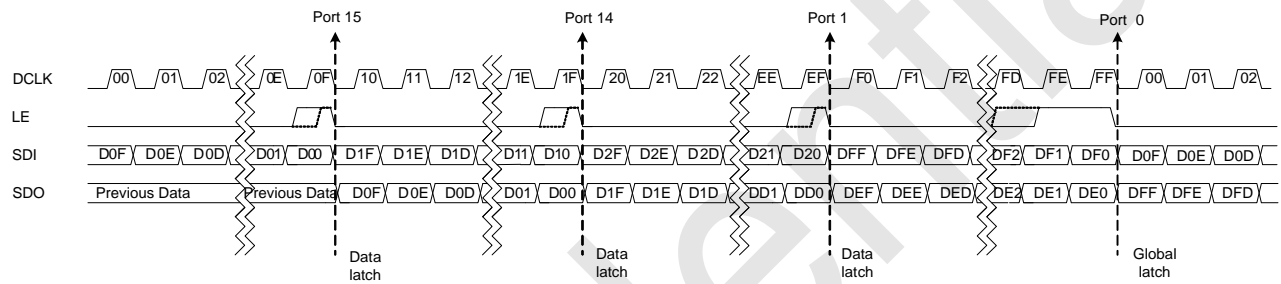 Port 15 Port 14 Port 1 Port 0
DCLK 00 01 02 0E 0F 10 11 12 1E 1F 20 21 22 EE EF F0 F1 F2 FD FE FF 00 01 02
LE
SDI D0F D0E D0D D01 D00 D1F D1E D1D D11 D10 D2F D2E D2D D21 D20 DFF DFE DFD DF2 DF1 DF0 D0F D0E D0D
SDO Previous Data Previous Data D0F D0E D0D D01 D00 D1F D1E D1D DD1 DD0 DEF DEE DED DE2 DE1 DE0 DFF DFE DFD
Data Data Data Global
latch latch latch latch